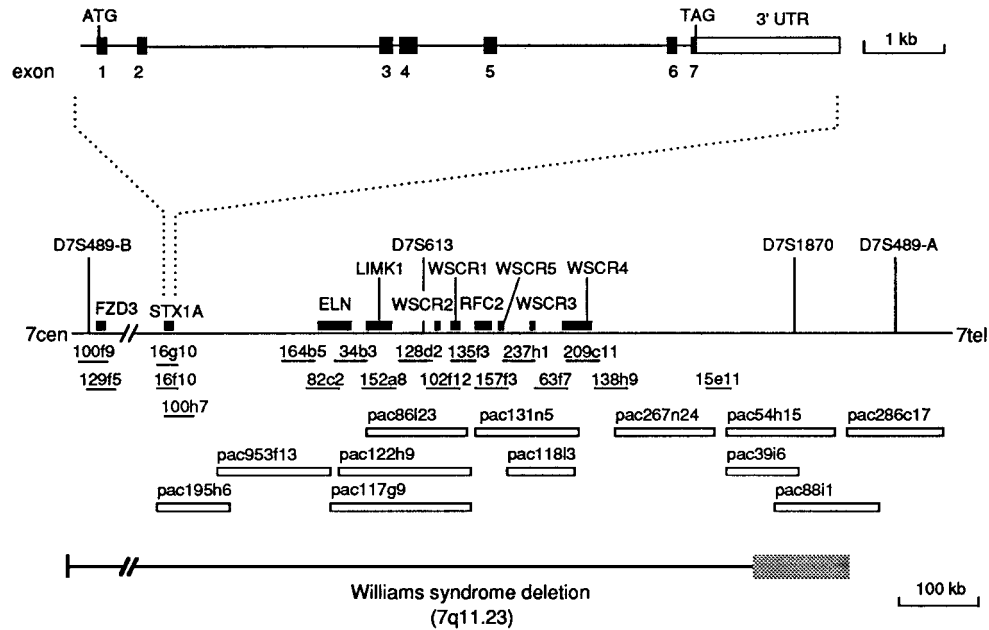 ATG TAG 3' UTR 1 kb
exon 1 2 3 4 5 6 7
D7S489-B D7S613 D7S1870 D7S489-A
LIMK1 WSCR1 WSCR5 WSCR4
FZD3 STX1A ELN WSCR2 RFC2 WSCR3
7cen 7tel
100f9 16g10 164b5 34b3 128d2 135f3 237h1 209c11
129f5 16f10 82c2 152a8 102f12 157f3 63f7 138h9 15e11
100h7
pac86l23 pac131n5 pac267n24 pac54h15 pac286c17
pac953f13 pac122h9 pac118l3 pac39i6
pac195h6 pac117g9 pac88i1
Williams syndrome deletion
(7q11.23)
100 kb